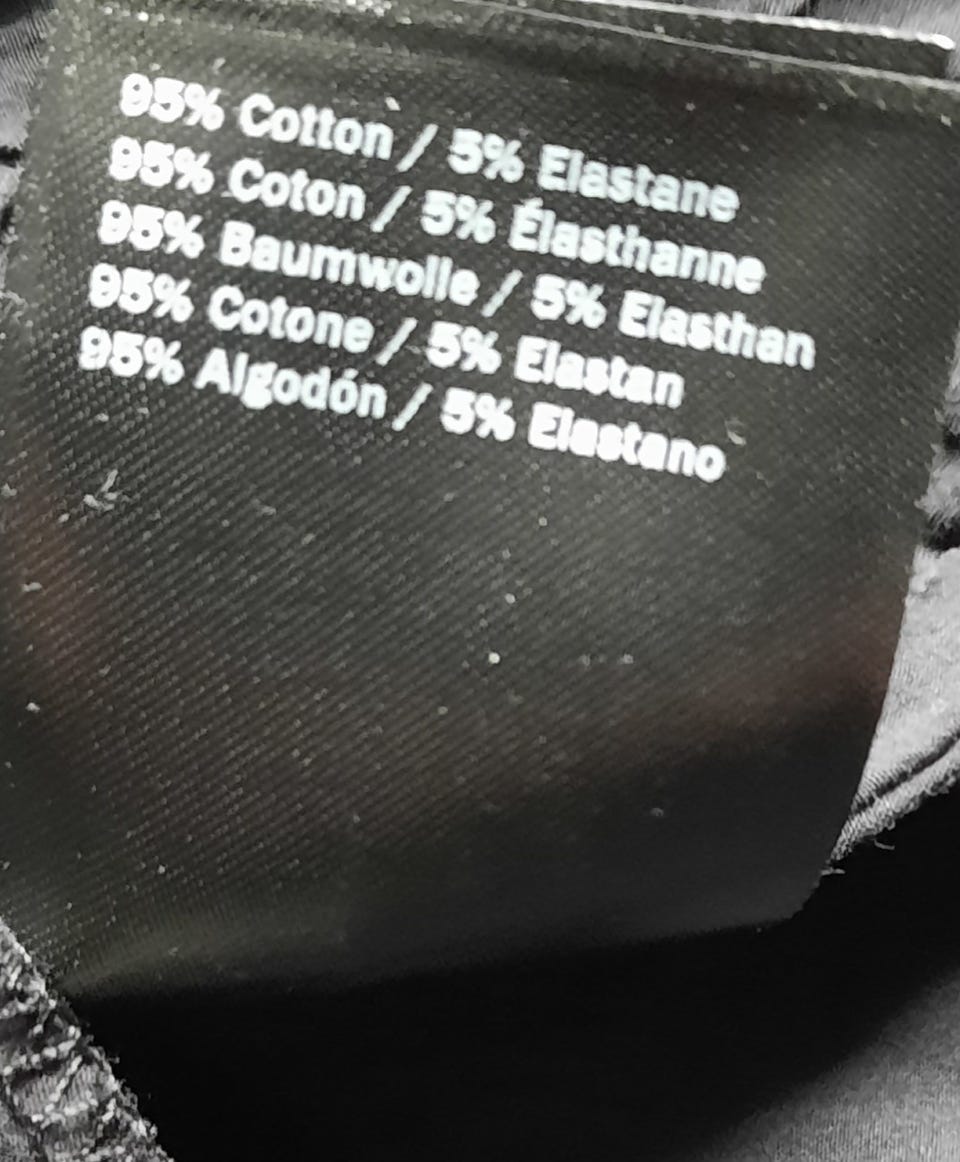 95% Cotton / 5% Elastane
95% Coton / 5% Élasthanne
95% Baumwolle / 5% Elasthan
95% Cotone / 5% Elastan
95% Algodón / 5% Elastano